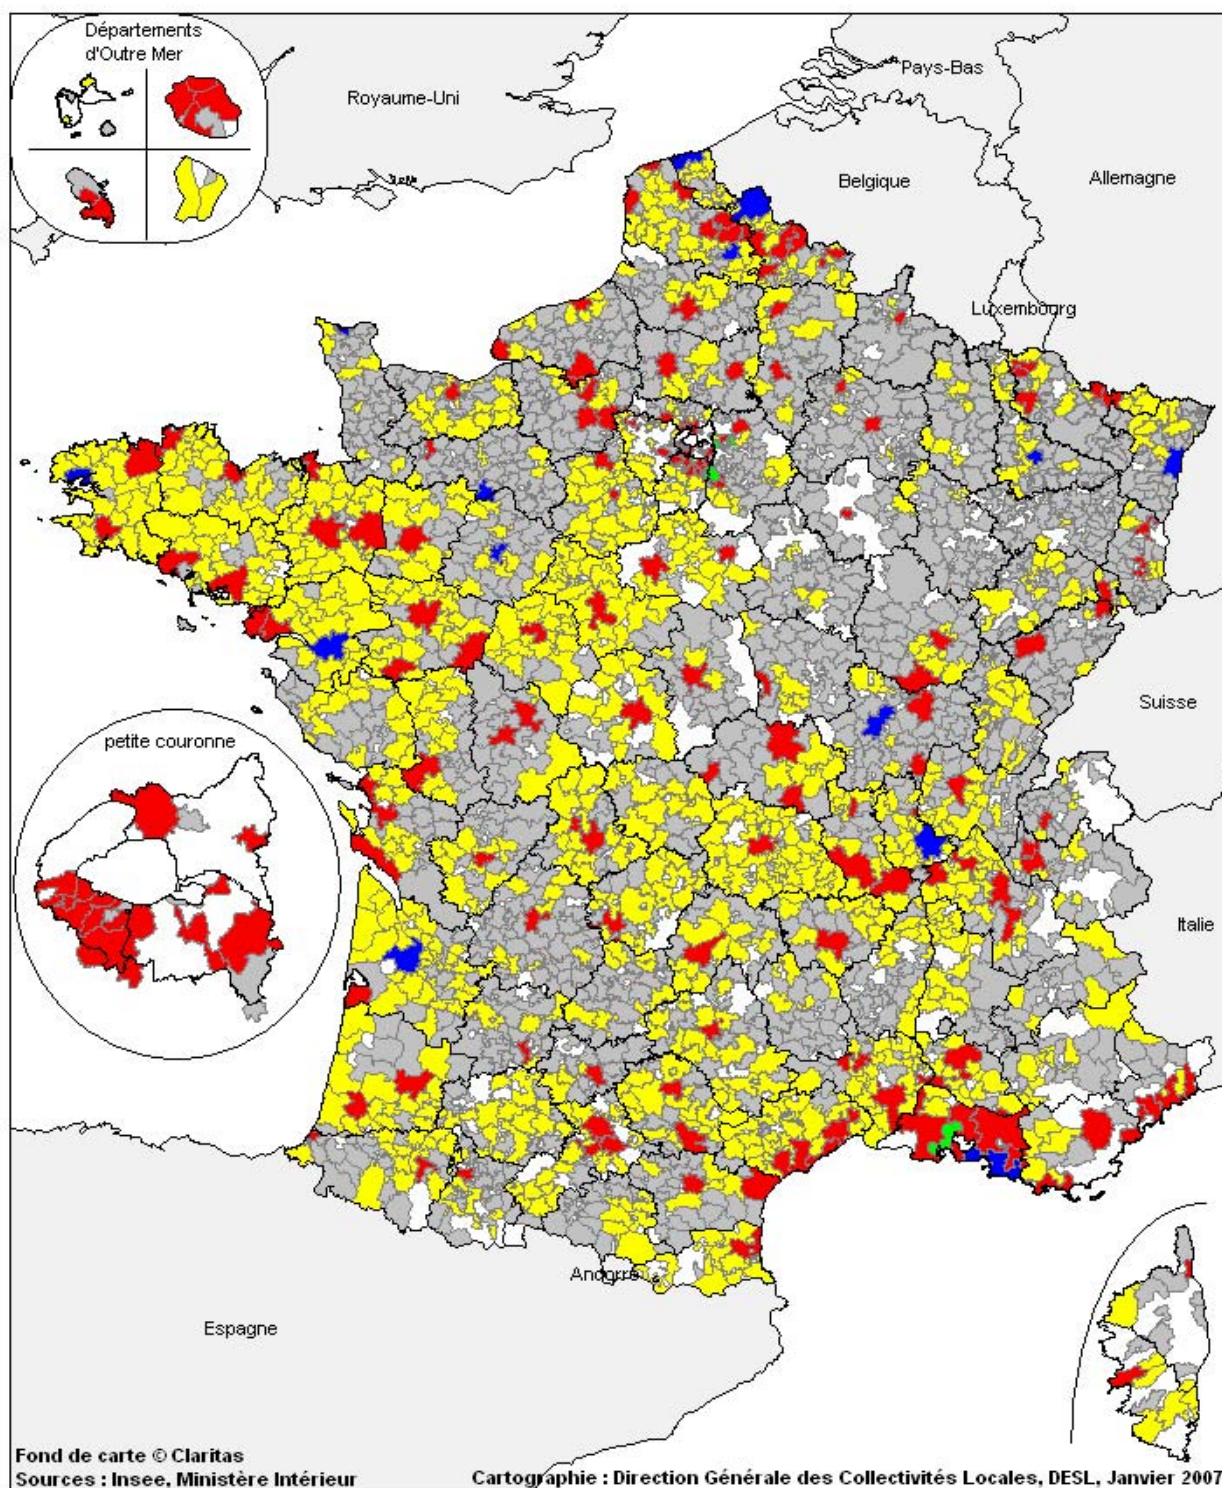 Départements
d'Outre Mer
Royaume-Uni
Pays-Bas
Belgique
Allemagne
Luxembourg
Suisse
petite couronne
Italie
Andorre
Espagne
Fond de carte © Claritas
Sources : Insee, Ministère Intérieur
Cartographie : Direction Générale des Collectivités Locales, DESL, Janvier 2007